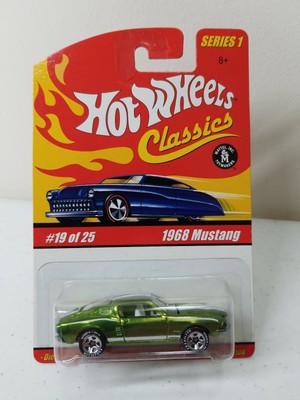 SERIES 1
8+
HOT WHEELS
Classics
MATTEL, INC.
#19 of 25
1968 Mustang